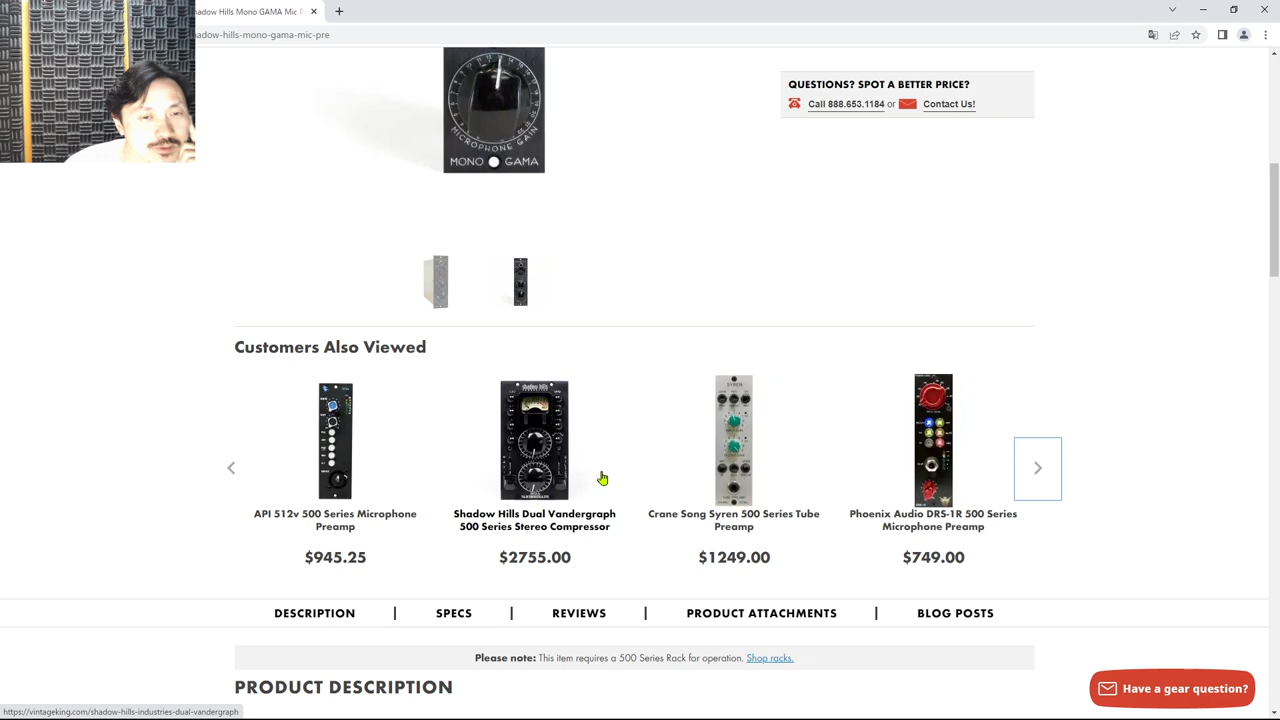 hadow Hills Mono GAMA Mic P
hadow-hills-mono-gama-mic-pre
MICROPHONE GAIN
MONO GAMA
QUESTIONS? SPOT A BETTER PRICE?
Call 888.653.1184 or Contact Us!
Customers Also Viewed
shadow hills
SYREN
API 512v 500 Series Microphone
Preamp
$945.25
Shadow Hills Dual Vandergraph
500 Series Stereo Compressor
$2755.00
Crane Song Syren 500 Series Tube
Preamp
$1249.00
Phoenix Audio DRS-1R 500 Series
Microphone Preamp
$749.00
DESCRIPTION | SPECS | REVIEWS | PRODUCT ATTACHMENTS | BLOG POSTS
Please note: This item requires a 500 Series Rack for operation. Shop racks.
PRODUCT DESCRIPTION
Have a gear question?
https://vintageking.com/shadow-hills-industries-dual-vandergraph